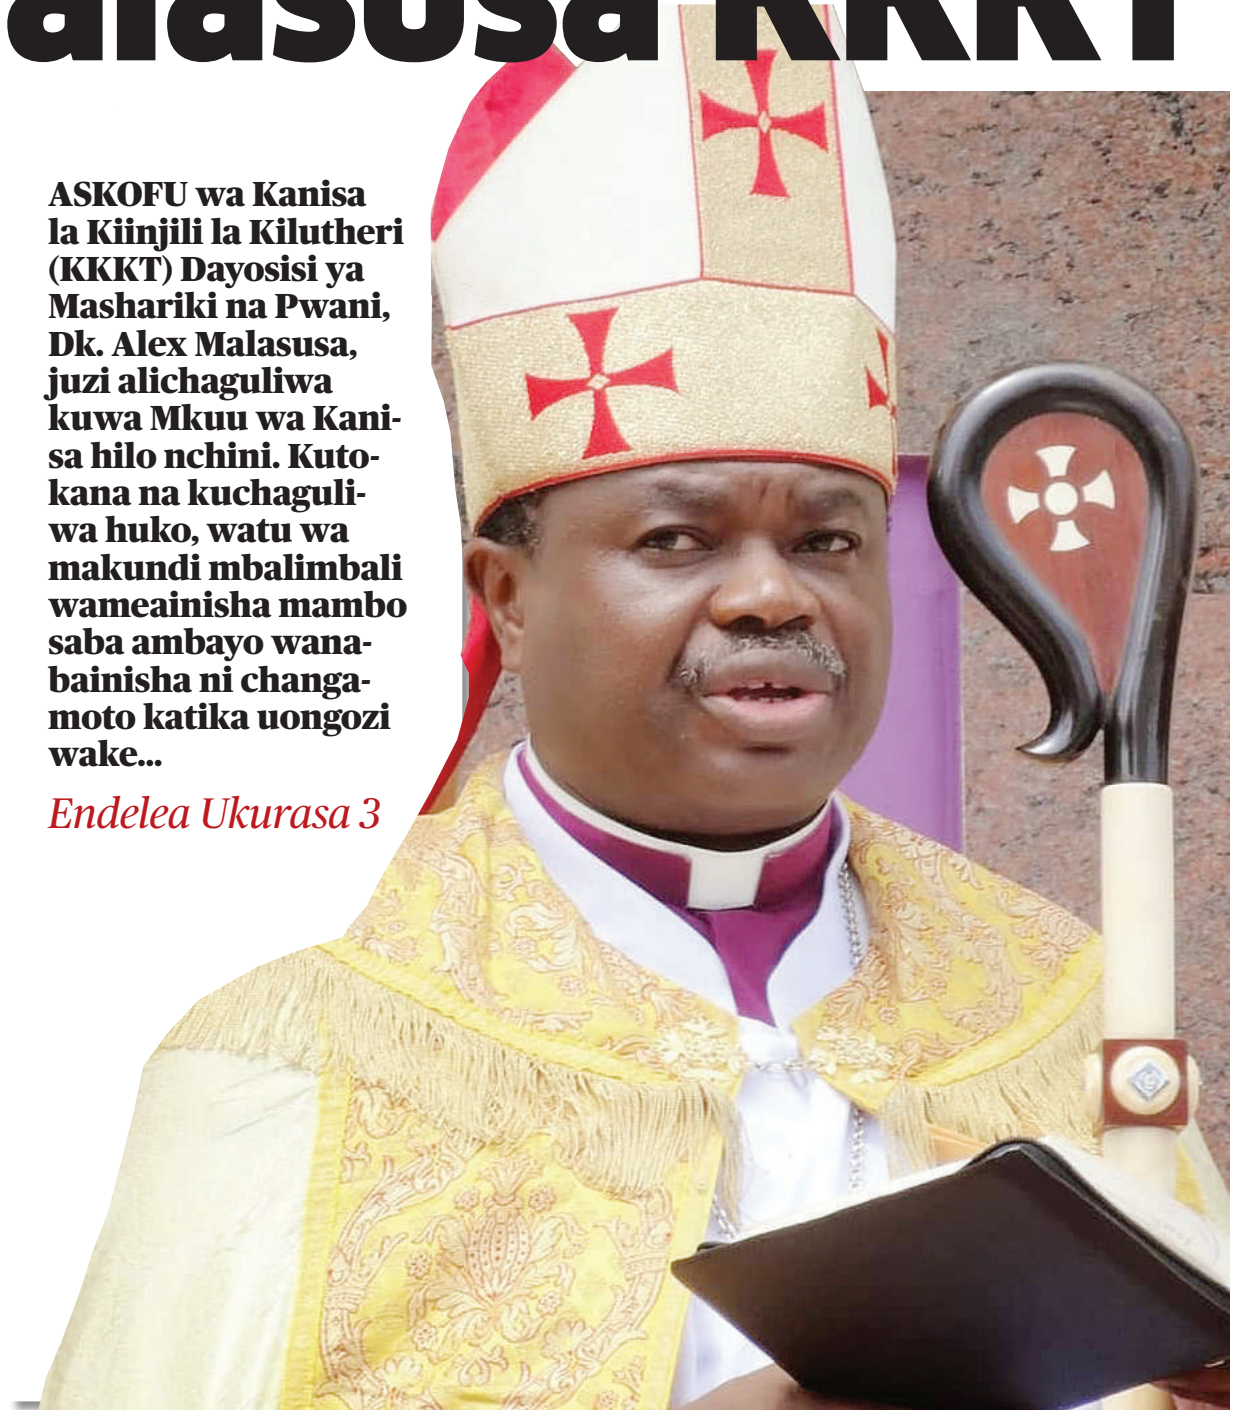 alasusa KKKT
ASKOFU wa Kanisa
la Kiinjili la Kilutheri
(KKKT) Dayosisi ya
Mashariki na Pwani,
Dk. Alex Malasusa,
juzi alichaguliwa
kuwa Mkuu wa Kani-
sa hilo nchini. Kuto-
kana na kuchaguli-
wa huko, watu wa
makundi mbalimbali
wameainisha mambo
saba ambayo wana-
bainisha ni changa-
moto katika uongozi
wake...
Endelea Ukurasa 3